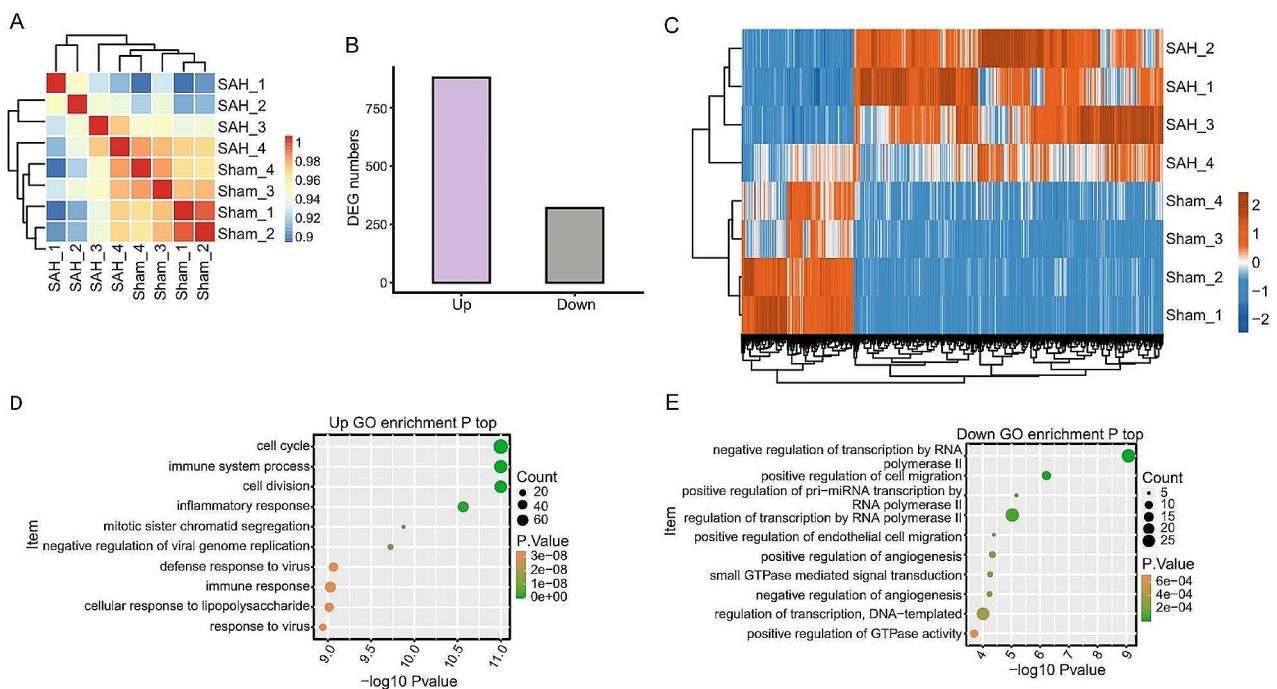 A
SAH_1
SAH_2
SAH_3
SAH_4
Sham_4
Sham_3
Sham_1
Sham_2
1
0.98
0.96
0.94
0.92
0.9
SAH_1
SAH_2
SAH_3
SAH_4
Sham_4
Sham_3
Sham_1
Sham_2
B
DEG numbers
750
500
250
0
Up
Down
C
SAH_2
SAH_1
SAH_3
SAH_4
Sham_4
Sham_3
Sham_2
Sham_1
2
1
0
−1
−2
D
Up GO enrichment P top
Item
cell cycle
immune system process
cell division
inflammatory response
mitotic sister chromatid segregation
negative regulation of viral genome replication
defense response to virus
immune response
cellular response to lipopolysaccharide
response to virus
9.0
9.5
10.0
10.5
11.0
−log10 Pvalue
Count
20
40
60
P.Value
3e−08
2e−08
1e−08
0e+00
E
Down GO enrichment P top
Item
negative regulation of transcription by RNA
polymerase II
positive regulation of cell migration
positive regulation of pri−miRNA transcription by
RNA polymerase II
regulation of transcription by RNA polymerase II
positive regulation of endothelial cell migration
positive regulation of angiogenesis
small GTPase mediated signal transduction
negative regulation of angiogenesis
regulation of transcription, DNA−templated
positive regulation of GTPase activity
4
5
6
7
8
9
−log10 Pvalue
Count
5
10
15
20
25
P.Value
6e−04
4e−04
2e−04